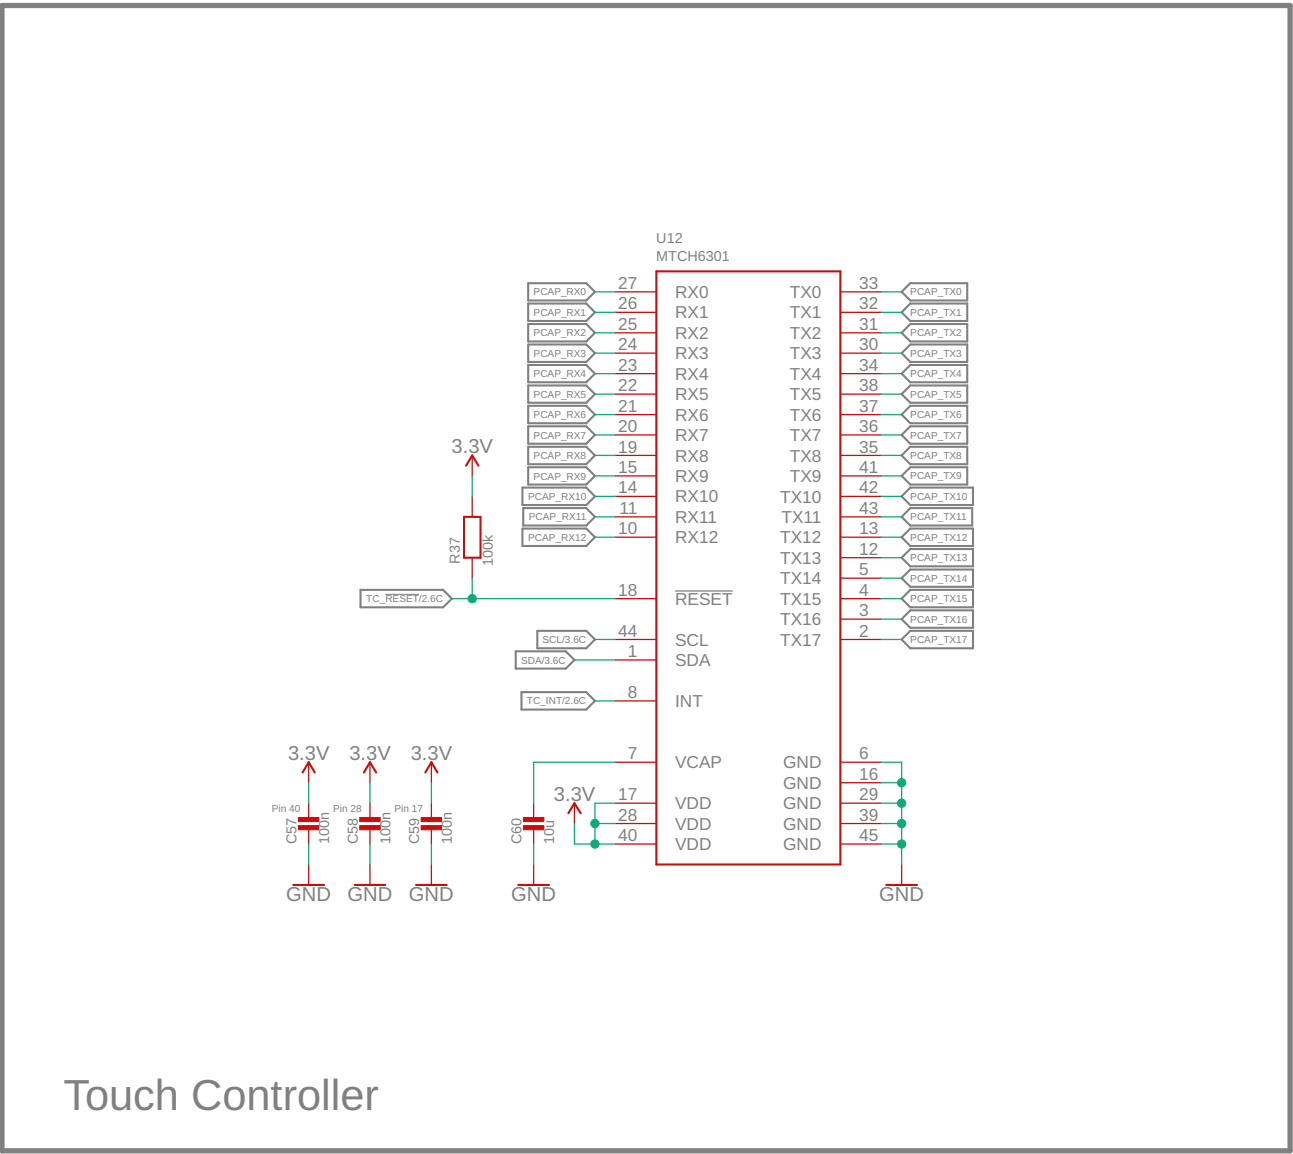 U12
MTCH6301
PCAP_RX0 27 RX0 TX0 33 PCAP_TX0
PCAP_RX1 26 RX1 TX1 32 PCAP_TX1
PCAP_RX2 25 RX2 TX2 31 PCAP_TX2
PCAP_RX3 24 RX3 TX3 30 PCAP_TX3
PCAP_RX4 23 RX4 TX4 34 PCAP_TX4
PCAP_RX5 22 RX5 TX5 38 PCAP_TX5
PCAP_RX6 21 RX6 TX6 37 PCAP_TX6
PCAP_RX7 20 RX7 TX7 36 PCAP_TX7
3.3V
PCAP_RX8 19 RX8 TX8 35 PCAP_TX8
PCAP_RX9 15 RX9 TX9 41 PCAP_TX9
PCAP_RX10 14 RX10 TX10 42 PCAP_TX10
PCAP_RX11 11 RX11 TX11 43 PCAP_TX11
PCAP_RX12 10 RX12 TX12 13 PCAP_TX12
R37 100k
TX13 12 PCAP_TX13
TX14 5 PCAP_TX14
TC_RESET/2.6C 18 RESET TX15 4 PCAP_TX15
TX16 3 PCAP_TX16
SCL/3.6C 44 SCL TX17 2 PCAP_TX17
SDA/3.6C 1 SDA
TC_INT/2.6C 8 INT
3.3V 3.3V 3.3V
7 VCAP GND 6
GND 16
3.3V
17 VDD GND 29
28 VDD GND 39
40 VDD GND 45
Pin 40 Pin 28 Pin 17
C57 100n C58 100n C59 100n C60 10u
GND GND GND GND GND
Touch Controller